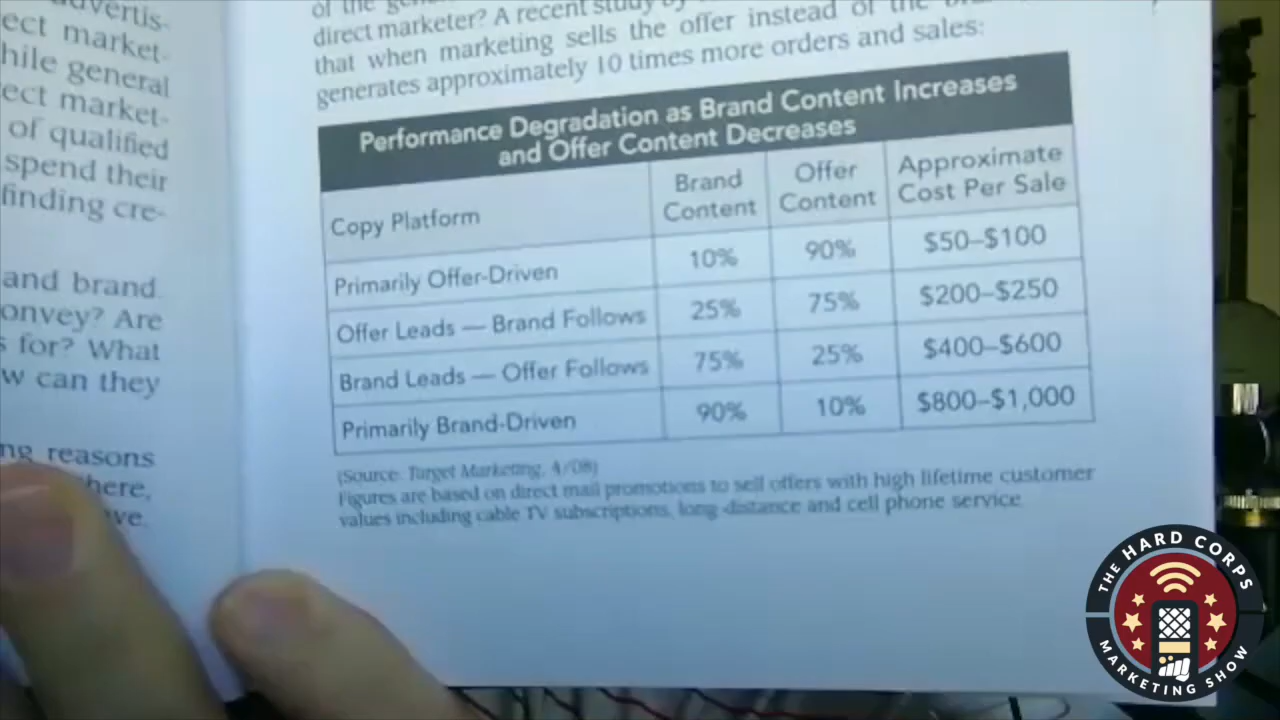 ect market-
hile general
ect market-
of qualified
spend their
finding cre-
and brand.
onvey? Are
s for? What
w can they
ng reasons
here,
ve.
of the
direct marketer? A recent study by
that when marketing sells the offer instead of the
generates approximately 10 times more orders and sales:
Performance Degradation as Brand Content Increases
and Offer Content Decreases
Copy Platform Brand Content Offer Content Approximate Cost Per Sale
Primarily Offer-Driven 10% 90% $50–$100
Offer Leads — Brand Follows 25% 75% $200–$250
Brand Leads — Offer Follows 75% 25% $400–$600
Primarily Brand-Driven 90% 10% $800–$1,000
(Source: Target Marketing, 4/08)
Figures are based on direct mail promotions to sell offers with high lifetime customer
values including cable TV subscriptions, long-distance and cell phone service
THE HARD CORPS
MARKETING SHOW